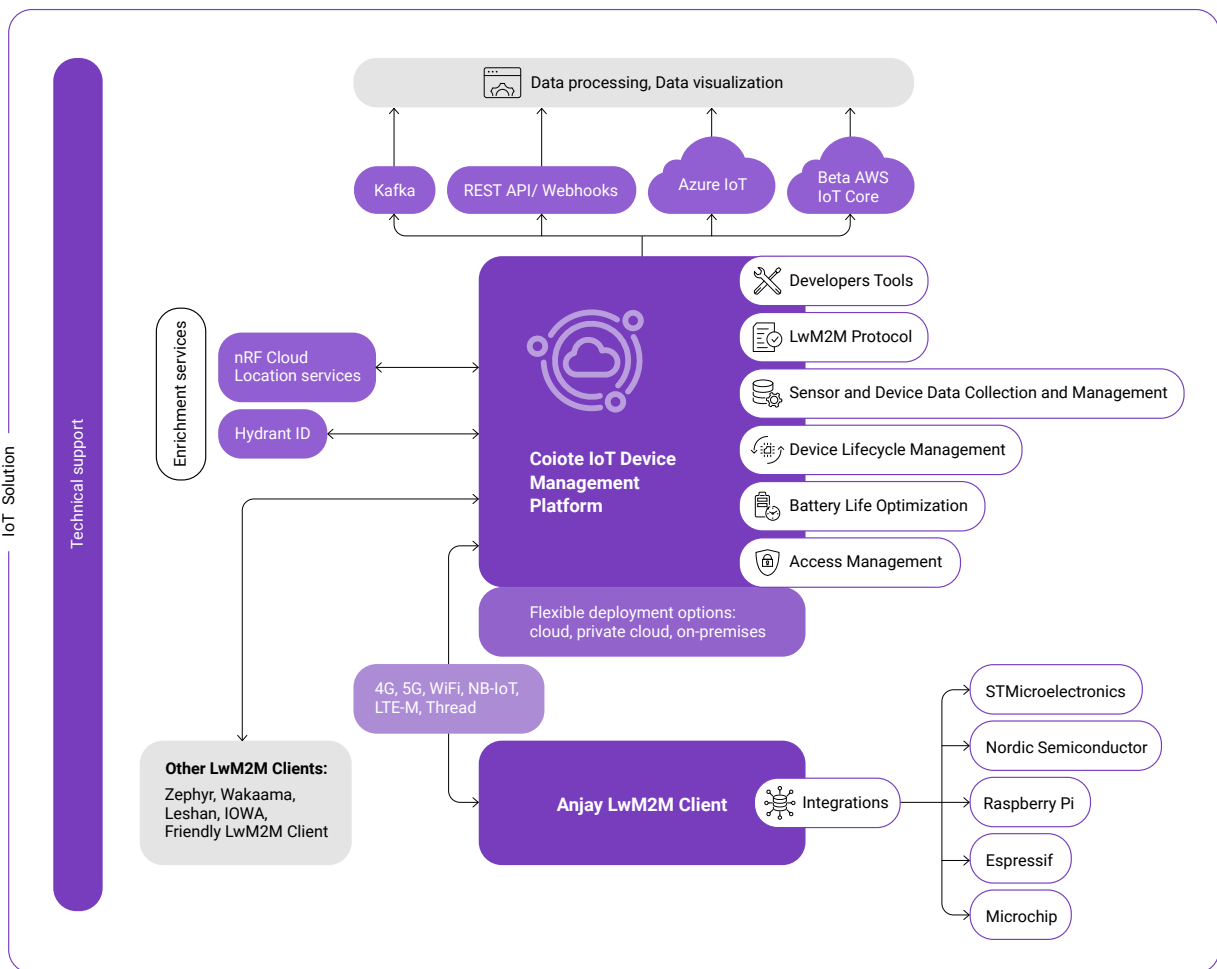 IoT Solution
Technical support
Data processing, Data visualization
Kafka
REST API/ Webhooks
Azure IoT
Beta AWS
IoT Core
Enrichment services
nRF Cloud
Location services
Hydrant ID
Coiote IoT Device
Management
Platform
Developers Tools
LwM2M Protocol
Sensor and Device Data Collection and Management
Device Lifecycle Management
Battery Life Optimization
Access Management
Flexible deployment options:
cloud, private cloud, on-premises
4G, 5G, WiFi, NB-IoT,
LTE-M, Thread
Other LwM2M Clients:
Zephyr, Wakaama,
Leshan, IOWA,
Friendly LwM2M Client
Anjay LwM2M Client
Integrations
STMicroelectronics
Nordic Semiconductor
Raspberry Pi
Espressif
Microchip